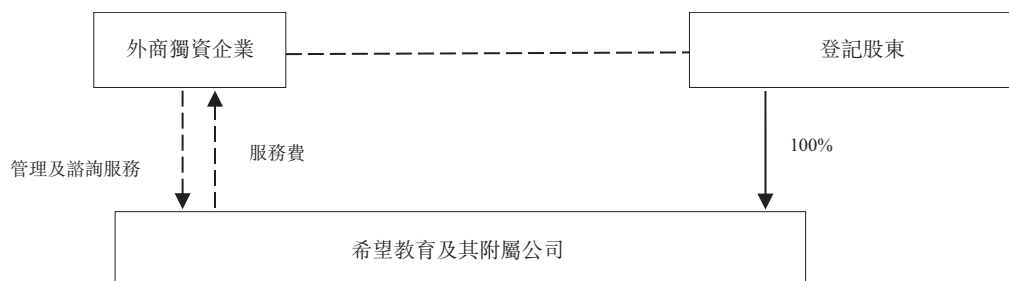 外商獨資企業
登記股東
管理及諮詢服務
服務費
100%
希望教育及其附屬公司